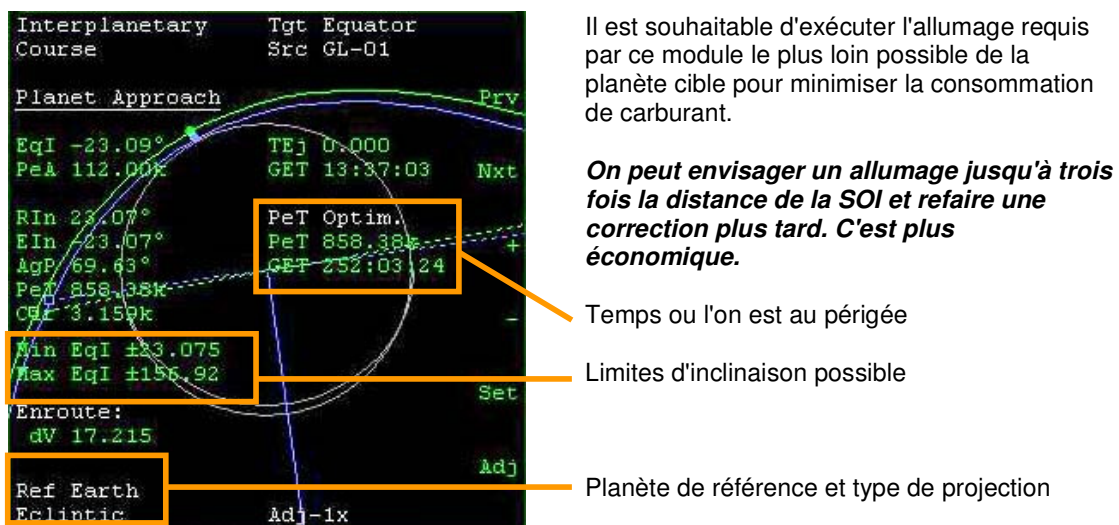 Interplanetary Tgt Equator
Course Src GL-01
Planet Approach Prv
EqI -23.09° TEj 0.000
PeA 112.00k GET 13:37:03 Nxt
RIn 23.07° PeT Optim.
EIn -23.07° PeT 858.38k +
AgP 69.63° GET 252:03:24
PeT 858.38k
Cur 3.159k -
Min EqI ±23.075
Max EqI ±156.92
Set
Enroute:
dV 17.215
Adj
Ref Earth
Ecliptic Adj-1x
Il est souhaitable d'exécuter l'allumage requis
par ce module le plus loin possible de la
planète cible pour minimiser la consommation
de carburant.
On peut envisager un allumage jusqu'à trois
fois la distance de la SOI et refaire une
correction plus tard. C'est plus
économique.
Temps ou l'on est au périgée
Limites d'inclinaison possible
Planète de référence et type de projection